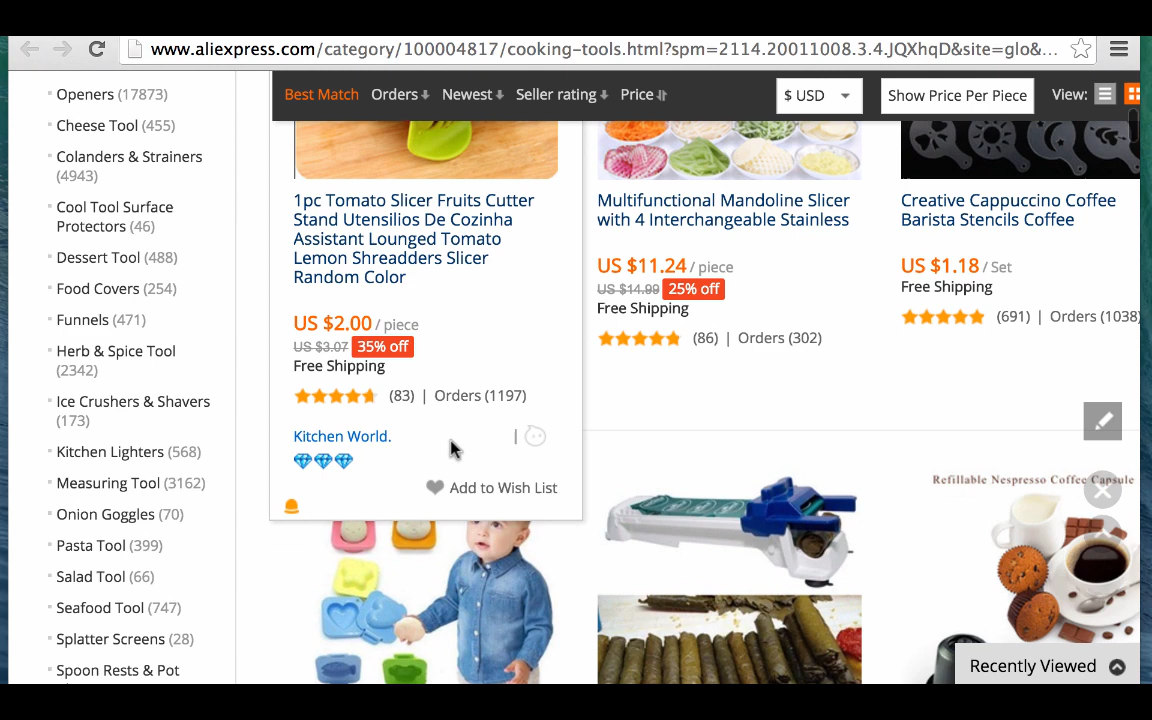 www.aliexpress.com/category/100004817/cooking-tools.html?spm=2114.20011008.3.4.JQXhqD&site=glo&...
Best Match Orders Newest Seller rating Price $ USD Show Price Per Piece View:
Openers (17873)
Cheese Tool (455)
Colanders & Strainers
(4943)
Cool Tool Surface
Protectors (46)
Dessert Tool (488)
Food Covers (254)
Funnels (471)
Herb & Spice Tool
(2342)
Ice Crushers & Shavers
(173)
Kitchen Lighters (568)
Measuring Tool (3162)
Onion Goggles (70)
Pasta Tool (399)
Salad Tool (66)
Seafood Tool (747)
Splatter Screens (28)
Spoon Rests & Pot
1pc Tomato Slicer Fruits Cutter
Stand Utensilios De Cozinha
Assistant Lounged Tomato
Lemon Shreadders Slicer
Random Color
US $2.00 / piece
US $3.07 35% off
Free Shipping
(83) | Orders (1197)
Kitchen World.
|
Add to Wish List
Multifunctional Mandoline Slicer
with 4 Interchangeable Stainless
US $11.24 / piece
US $14.99 25% off
Free Shipping
(86) | Orders (302)
Creative Cappuccino Coffee
Barista Stencils Coffee
US $1.18 / Set
Free Shipping
(691) | Orders (1038)
Refillable Nespresso Coffee Capsule
Recently Viewed